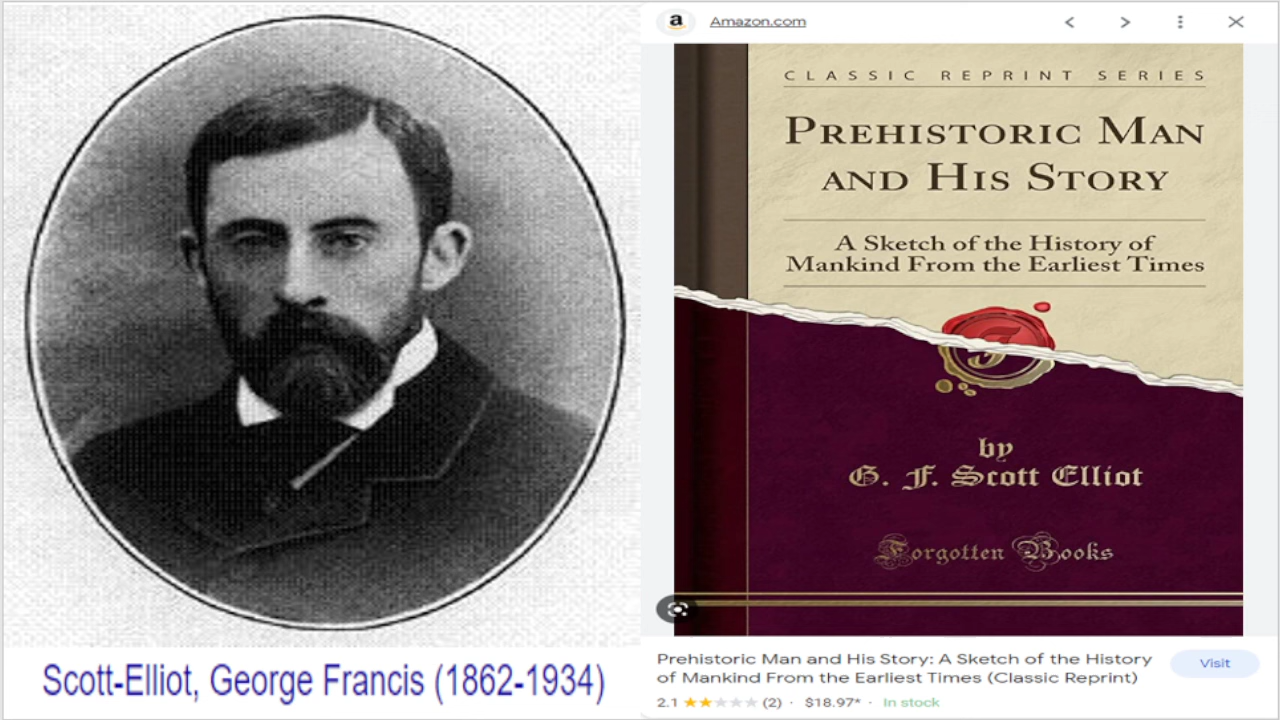 Scott-Elliot, George Francis (1862-1934)
a Amazon.com
CLASSIC REPRINT SERIES
PREHISTORIC MAN
AND HIS STORY
A Sketch of the History of
Mankind From the Earliest Times
by
G. F. Scott Elliot
Forgotten Books
Prehistoric Man and His Story: A Sketch of the History
of Mankind From the Earliest Times (Classic Reprint)
Visit
2.1 (2) · $18.97* · In stock